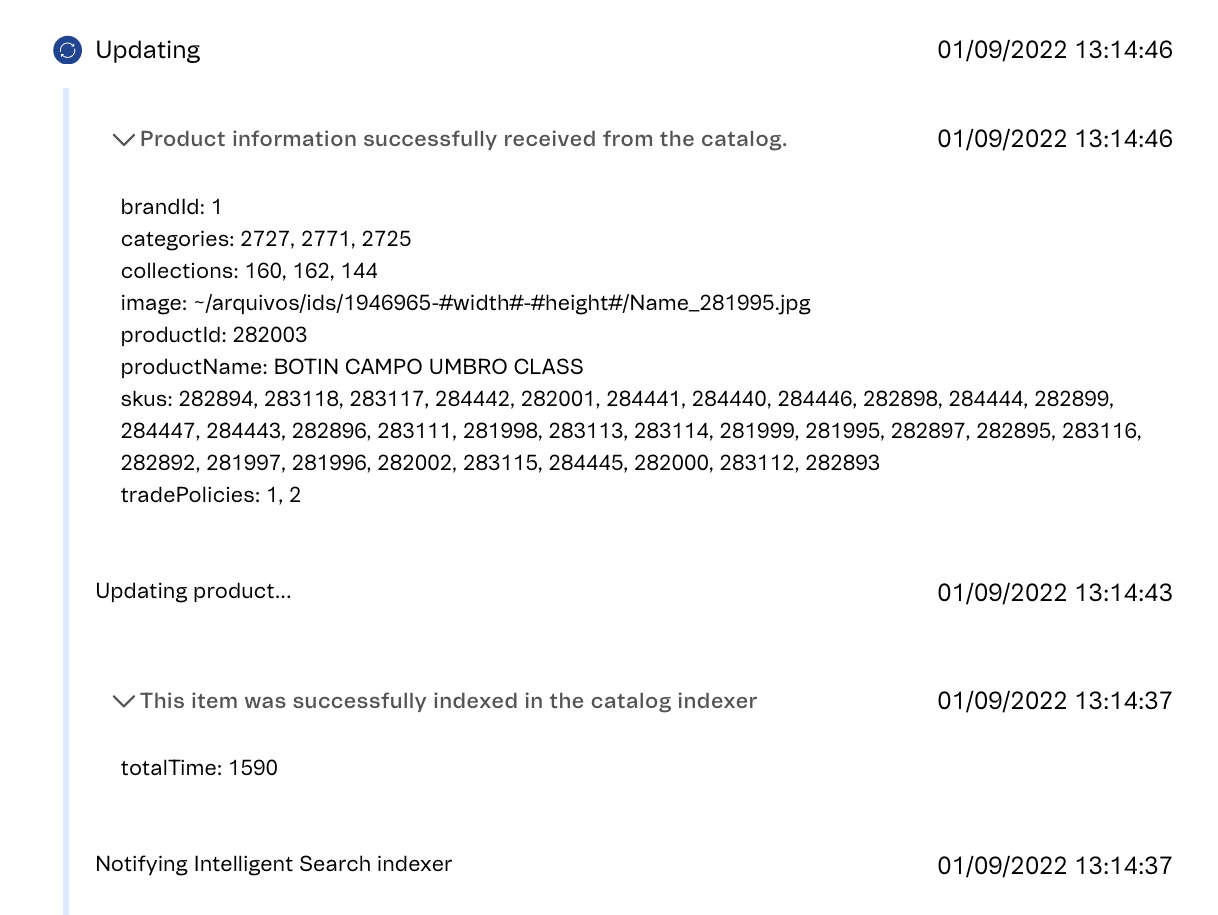 Updating 01/09/2022 13:14:46
Product information successfully received from the catalog. 01/09/2022 13:14:46
brandId: 1
categories: 2727, 2771, 2725
collections: 160, 162, 144
image: ~/arquivos/ids/1946965-#width#-#height#/Name_281995.jpg
productId: 282003
productName: BOTIN CAMPO UMBRO CLASS
skus: 282894, 283118, 283117, 284442, 282001, 284441, 284440, 284446, 282898, 284444, 282899,
284447, 284443, 282896, 283111, 281998, 283113, 283114, 281999, 281995, 282897, 282895, 283116,
282892, 281997, 281996, 282002, 283115, 284445, 282000, 283112, 282893
tradePolicies: 1, 2
Updating product... 01/09/2022 13:14:43
This item was successfully indexed in the catalog indexer 01/09/2022 13:14:37
totalTime: 1590
Notifying Intelligent Search indexer 01/09/2022 13:14:37